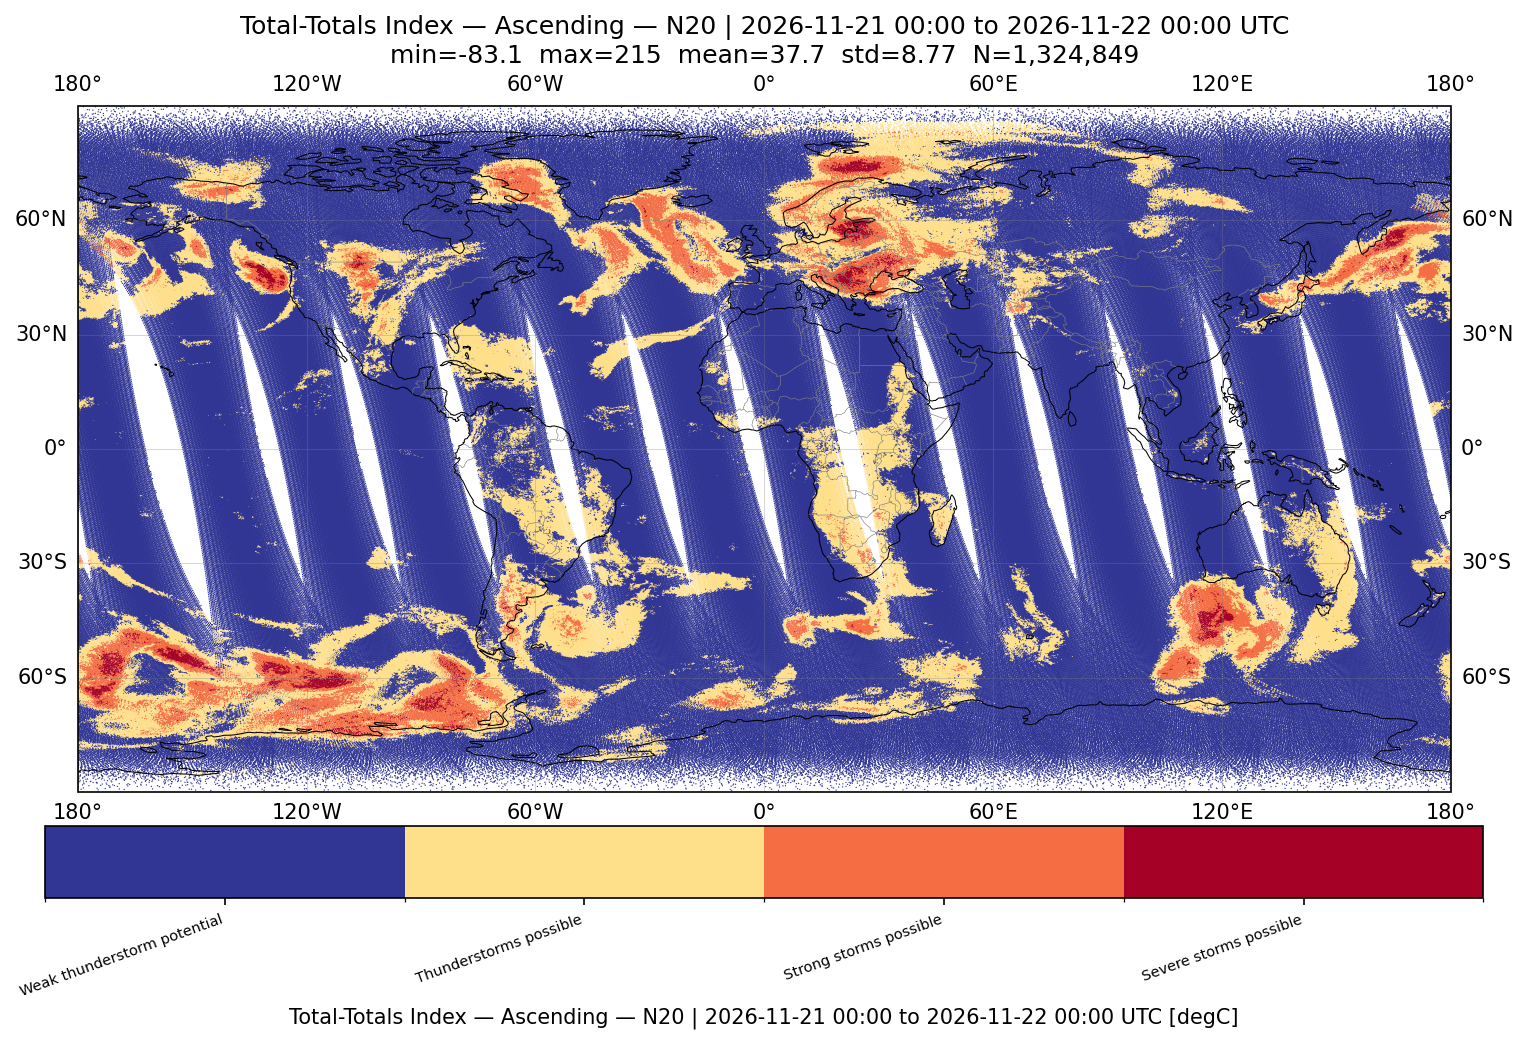 Total-Totals Index — Ascending — N20 | 2026-11-21 00:00 to 2026-11-22 00:00 UTC
min=-83.1 max=215 mean=37.7 std=8.77 N=1,324,849
180° 120°W 60°W 0° 60°E 120°E 180°
60°N 60°N
30°N 30°N
0° 0°
30°S 30°S
60°S 60°S
180° 120°W 60°W 0° 60°E 120°E 180°
Weak thunderstorm potential Thunderstorms possible Strong storms possible Severe storms possible
Total-Totals Index — Ascending — N20 | 2026-11-21 00:00 to 2026-11-22 00:00 UTC [degC]